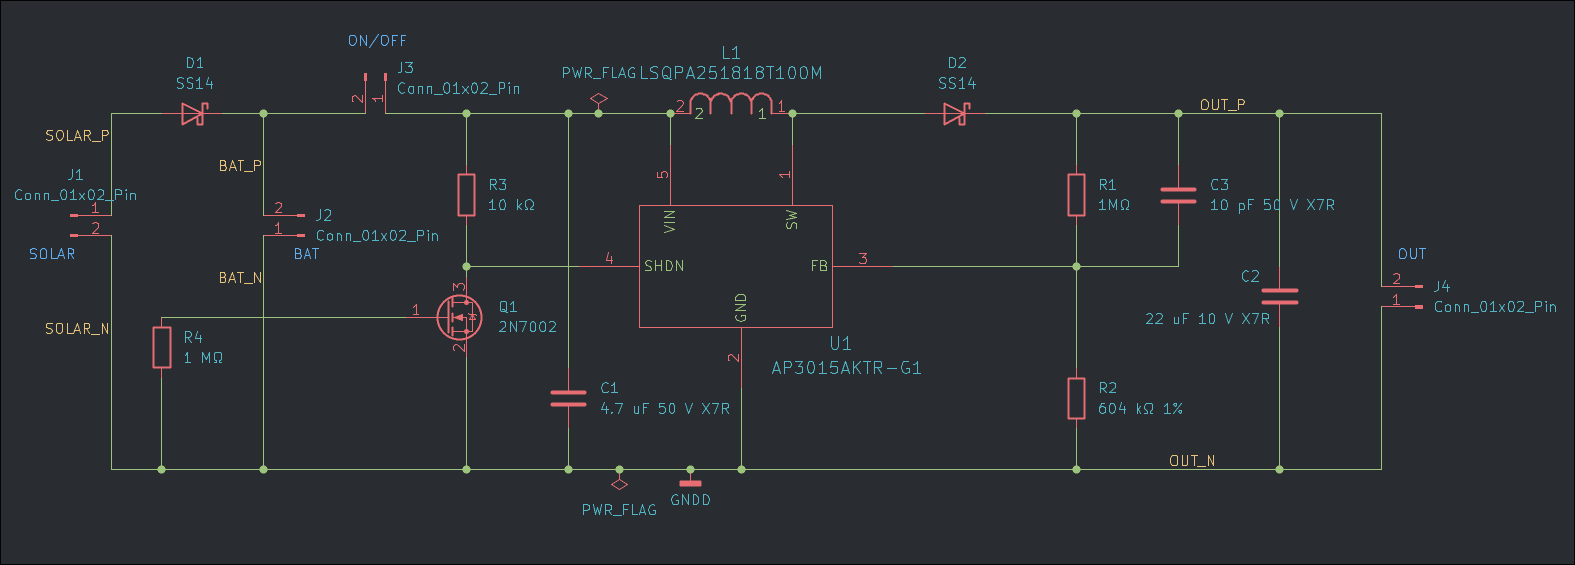 ON/OFF
D1
SS14
J3
Conn_01x02_Pin
2
1
PWR_FLAG
L1
LSQPA251818T100M
2
2
1
1
D2
SS14
OUT_P
SOLAR_P
BAT_P
J1
Conn_01x02_Pin
1
2
SOLAR
2
1
J2
Conn_01x02_Pin
BAT
BAT_N
SOLAR_N
R3
10 kΩ
5
VIN
1
SW
4
SHDN
FB
3
GND
2
U1
AP3015AKTR-G1
R1
1MΩ
C3
10 pF 50 V X7R
OUT
2
1
J4
Conn_01x02_Pin
C2
22 uF 10 V X7R
R4
1 MΩ
1
3
2
Q1
2N7002
C1
4.7 uF 50 V X7R
R2
604 kΩ 1%
OUT_N
PWR_FLAG
GNDD